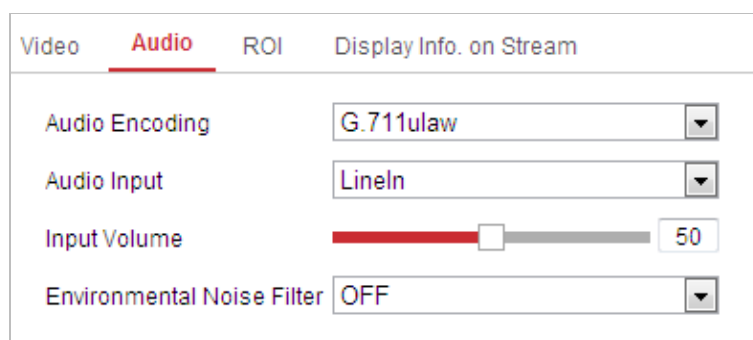 Video Audio ROI Display Info. on Stream
Audio Encoding G.711ulaw
Audio Input LineIn
Input Volume 50
Environmental Noise Filter OFF